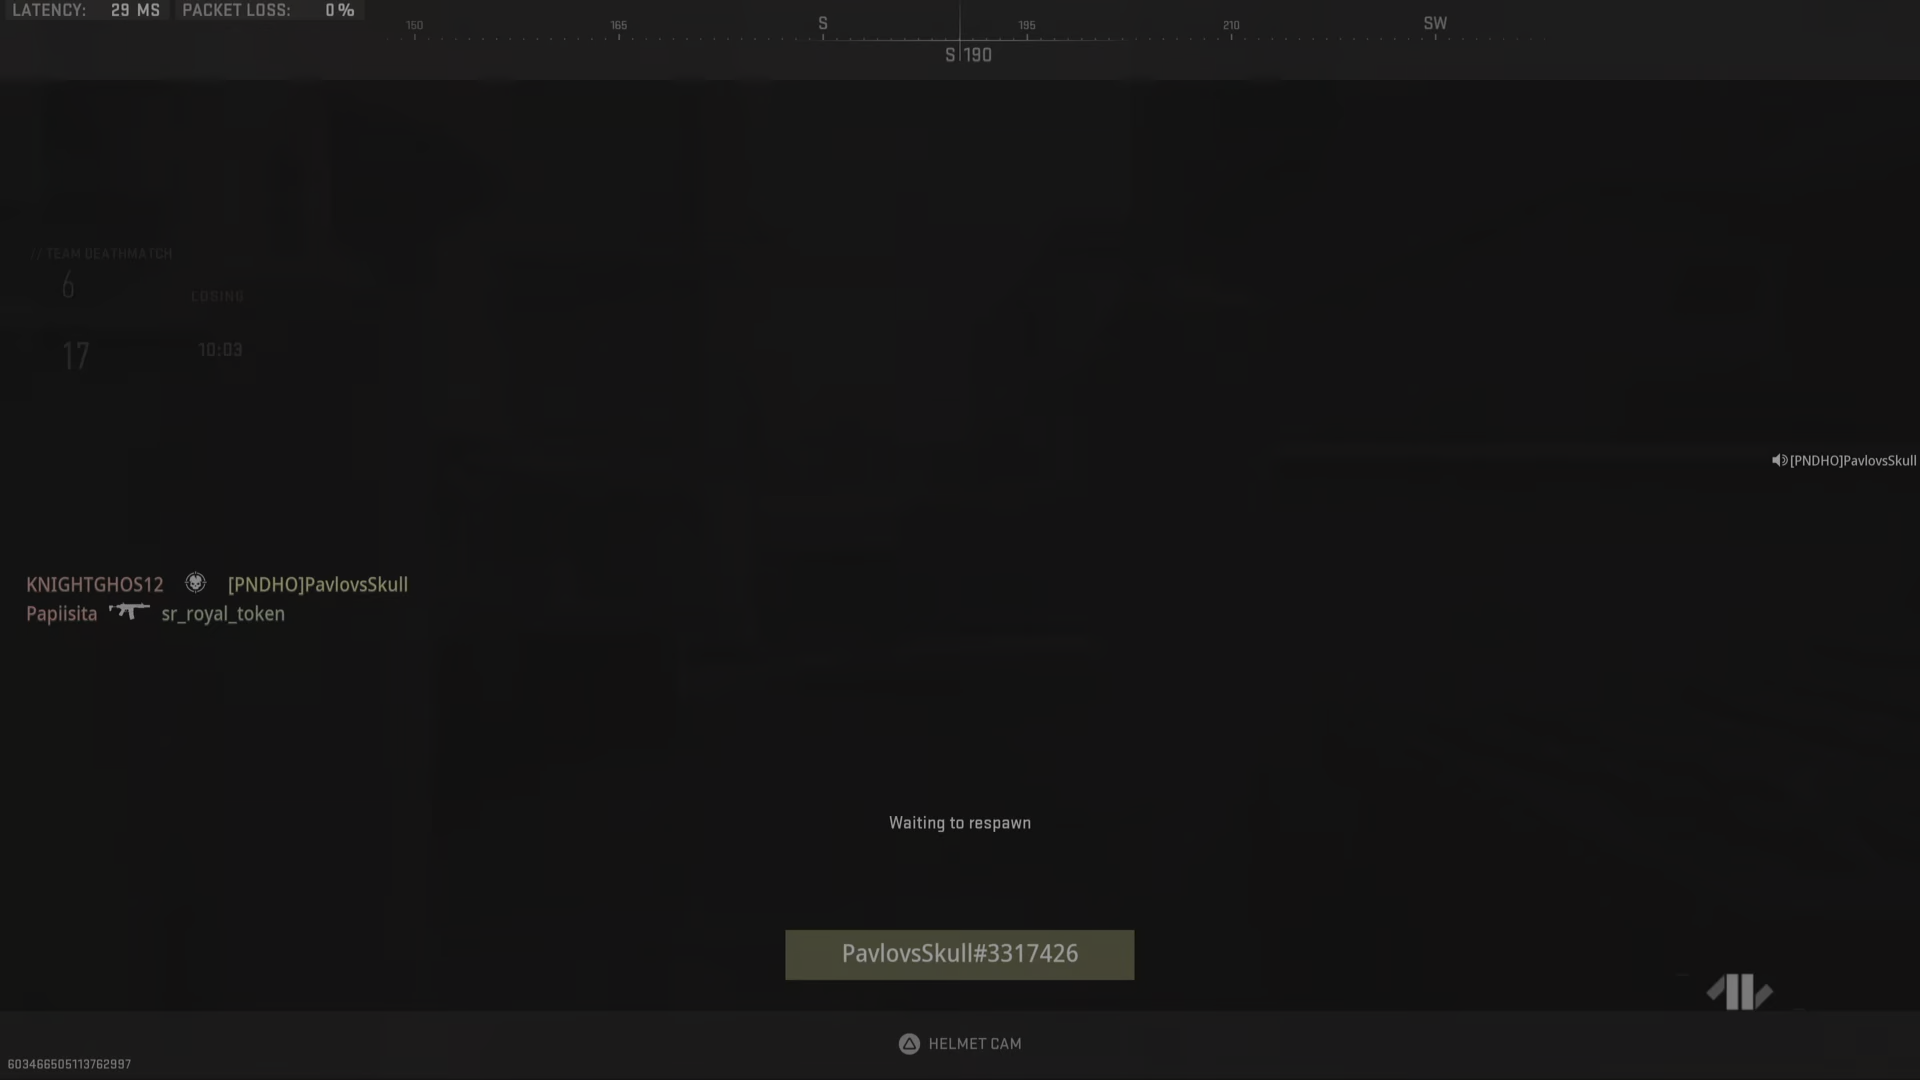 LATENCY: 29 MS PACKET LOSS: 0 %
150 165 S 195 210 SW
S 190
// TEAM DEATHMATCH
6
LOSING
17
10:03
[PNDHO]PavlovsSkull
KNIGHTGHOS12 [PNDHO]PavlovsSkull
Papiisita sr_royal_token
Waiting to respawn
PavlovsSkull#3317426
HELMET CAM
603466505113762997